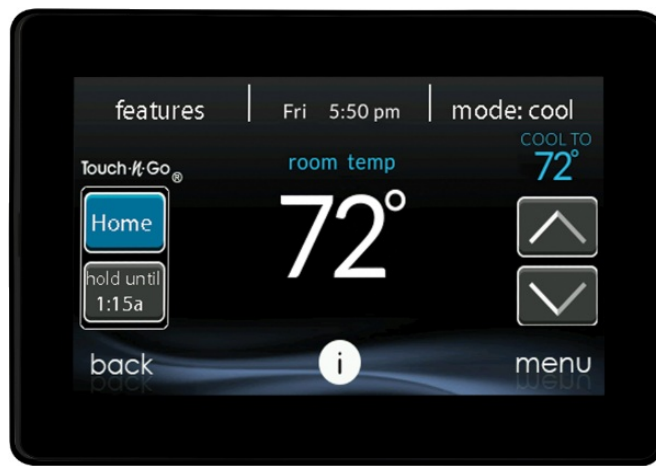 features
Fri 5:50 pm
mode: cool
COOL TO
72°
Touch-N-Go®
room temp
72°
Home
hold until
1:15a
back
i
menu